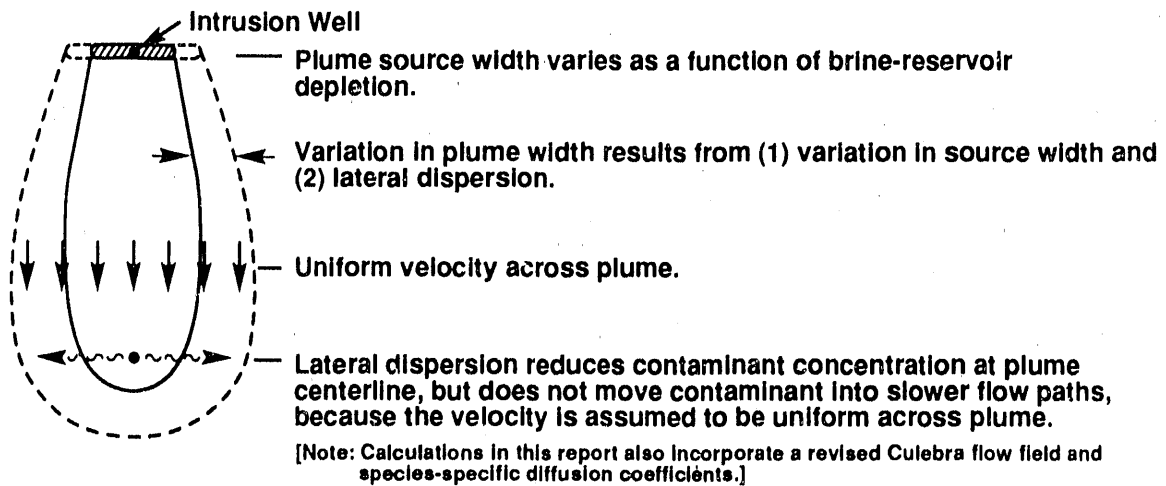 Intrusion Well
Plume source width varies as a function of brine-reservoir
depletion.
Variation in plume width results from (1) variation in source width and
(2) lateral dispersion.
Uniform velocity across plume.
Lateral dispersion reduces contaminant concentration at plume
centerline, but does not move contaminant into slower flow paths,
because the velocity is assumed to be uniform across plume.
[Note: Calculations in this report also incorporate a revised Culebra flow field and
species-specific diffusion coefficients.]